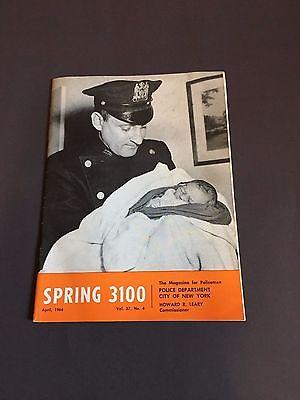 SPRING 3100
April, 1966
Vol. 37, No. 4
The Magazine for Policemen
POLICE DEPARTMENT
CITY OF NEW YORK
HOWARD R. LEARY
Commissioner